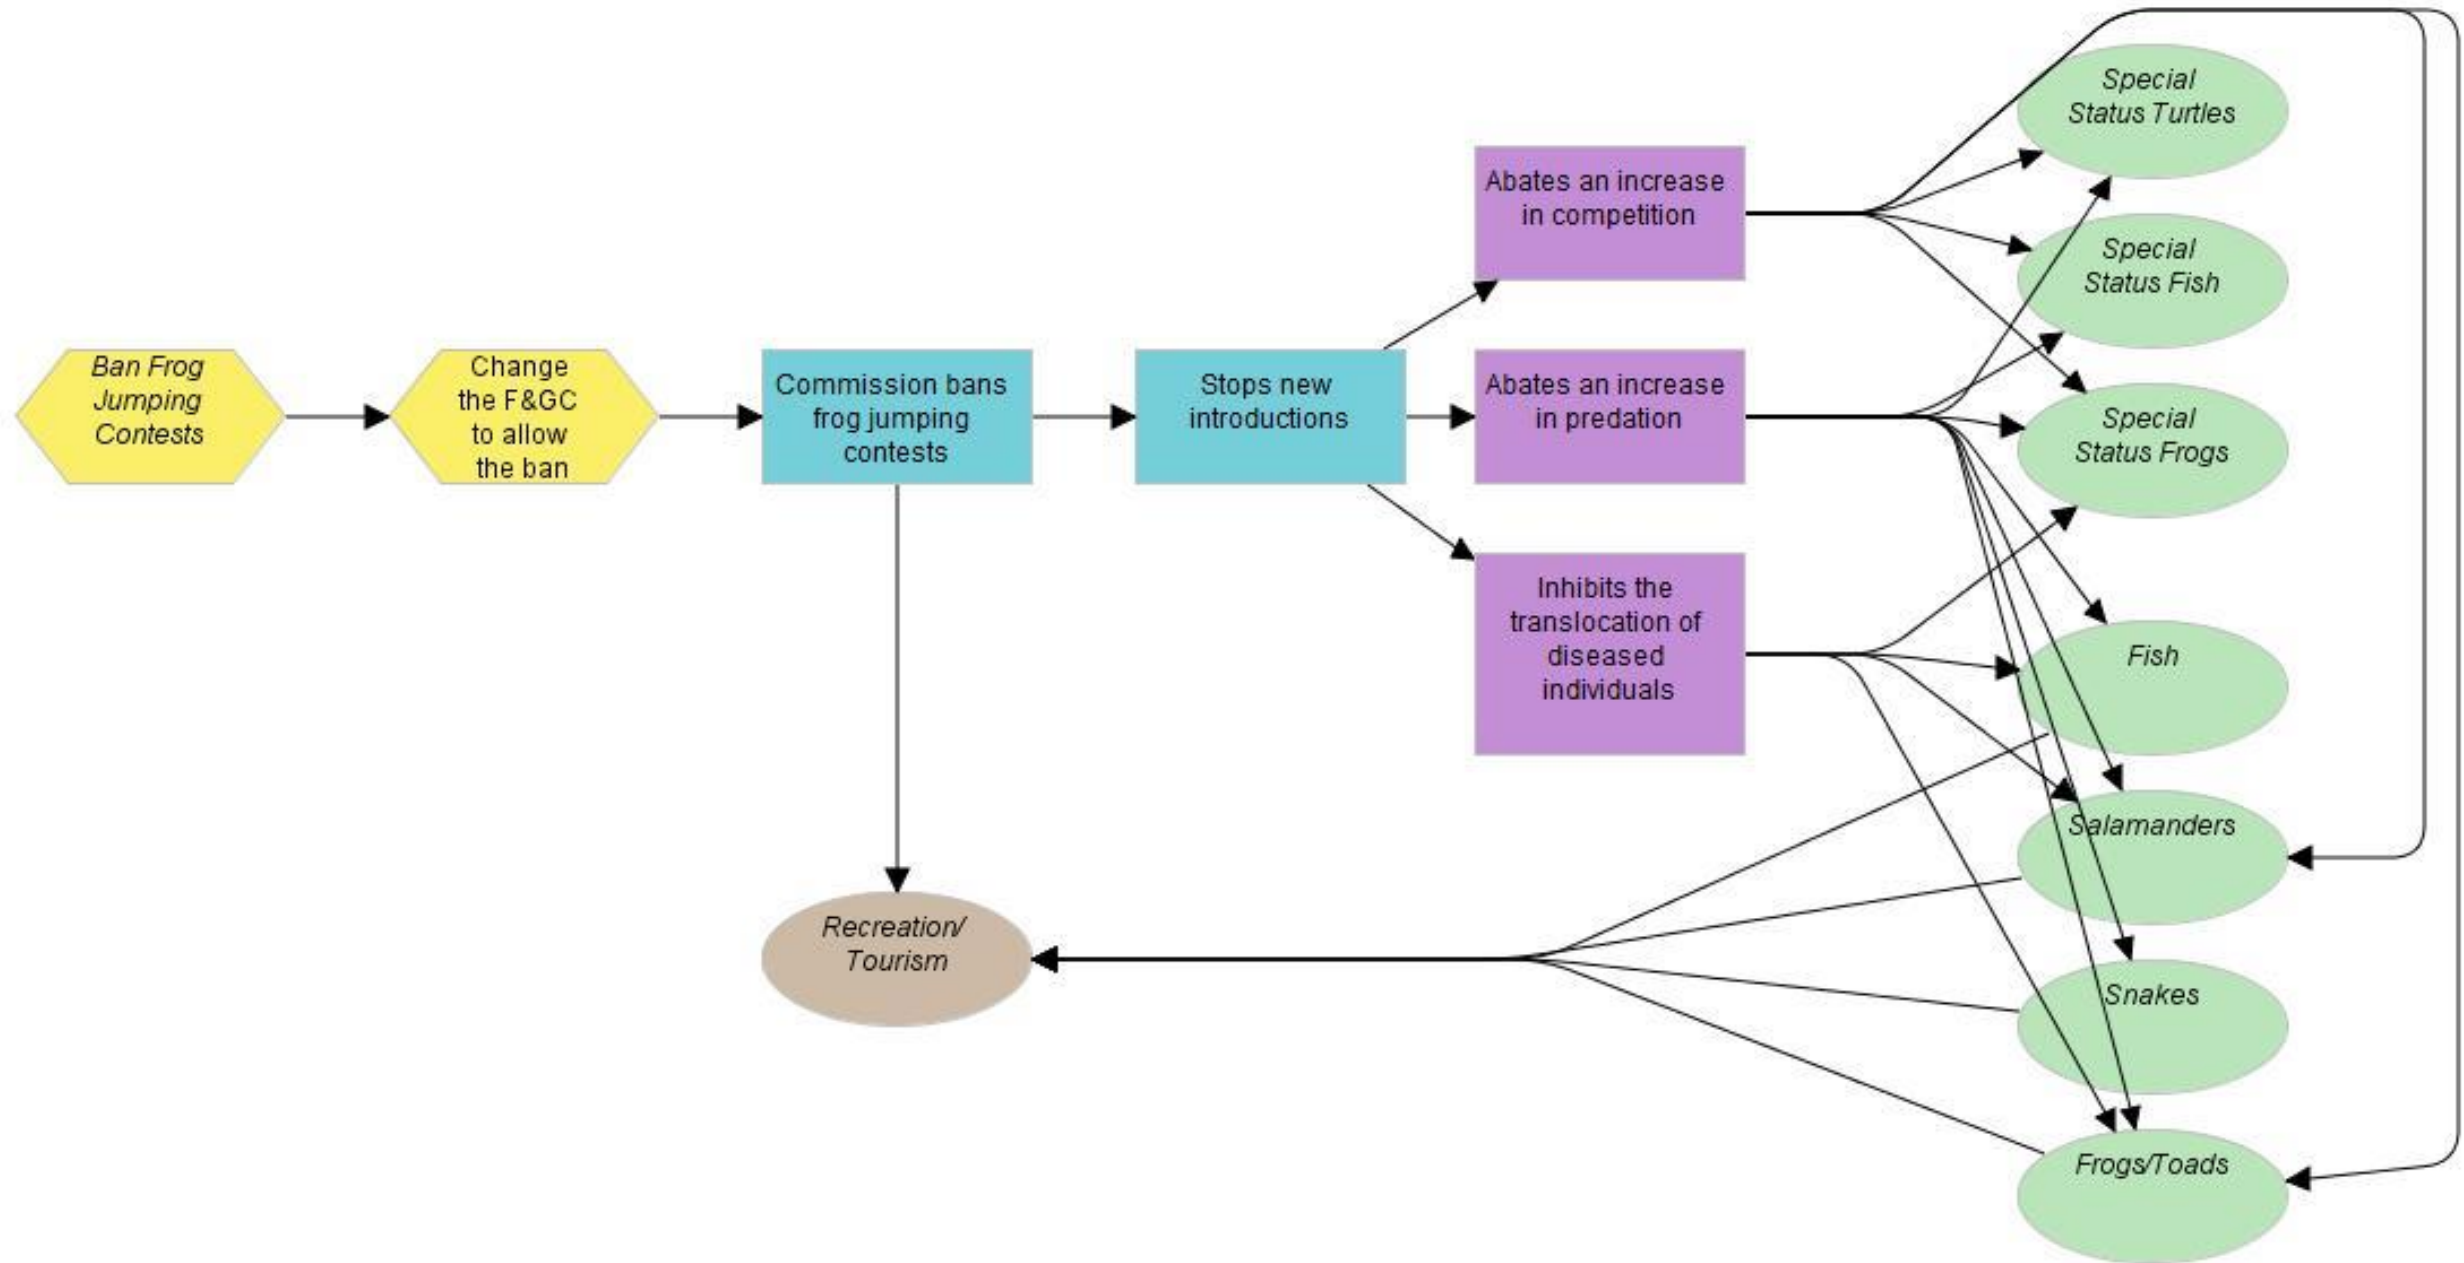 Ban Frog
Jumping
Contests
Change
the F&GC
to allow
the ban
Commission bans
frog jumping
contests
Stops new
introductions
Abates an increase
in competition
Abates an increase
in predation
Inhibits the
translocation of
diseased
individuals
Special
Status Turtles
Special
Status Fish
Special
Status Frogs
Fish
Salamanders
Snakes
Frogs/Toads
Recreation/
Tourism